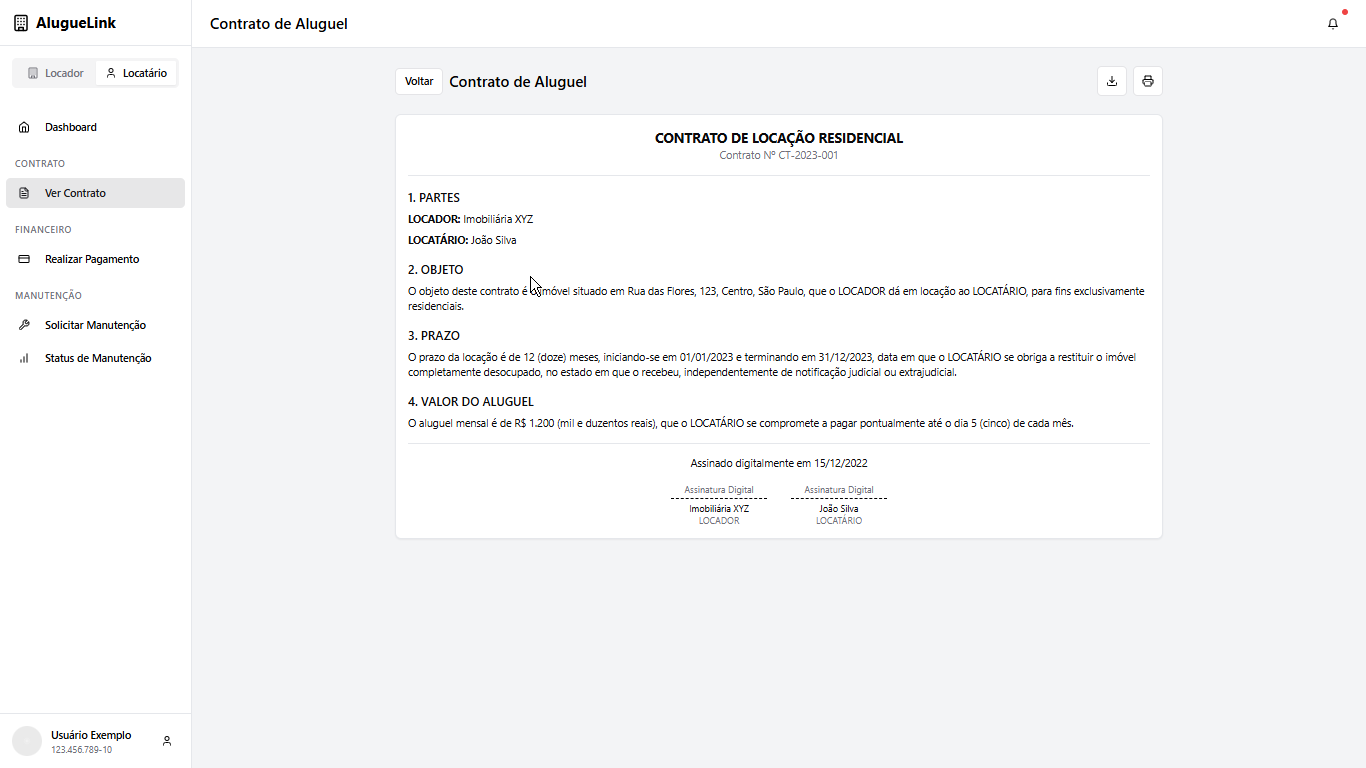 AlugueLink
Contrato de Aluguel
Locador
Locatário
Dashboard
CONTRATO
Ver Contrato
FINANCEIRO
Realizar Pagamento
MANUTENÇÃO
Solicitar Manutenção
Status de Manutenção
Usuário Exemplo
123.456.789-10
Voltar
Contrato de Aluguel
CONTRATO DE LOCAÇÃO RESIDENCIAL
Contrato Nº CT-2023-001
1. PARTES
LOCADOR: Imobiliária XYZ
LOCATÁRIO: João Silva
2. OBJETO
O objeto deste contrato é o imóvel situado em Rua das Flores, 123, Centro, São Paulo, que o LOCADOR dá em locação ao LOCATÁRIO, para fins exclusivamente
residenciais.
3. PRAZO
O prazo da locação é de 12 (doze) meses, iniciando-se em 01/01/2023 e terminando em 31/12/2023, data em que o LOCATÁRIO se obriga a restituir o imóvel
completamente desocupado, no estado em que o recebeu, independentemente de notificação judicial ou extrajudicial.
4. VALOR DO ALUGUEL
O aluguel mensal é de R$ 1.200 (mil e duzentos reais), que o LOCATÁRIO se compromete a pagar pontualmente até o dia 5 (cinco) de cada mês.
Assinado digitalmente em 15/12/2022
Assinatura Digital
Imobiliária XYZ
LOCADOR
Assinatura Digital
João Silva
LOCATÁRIO